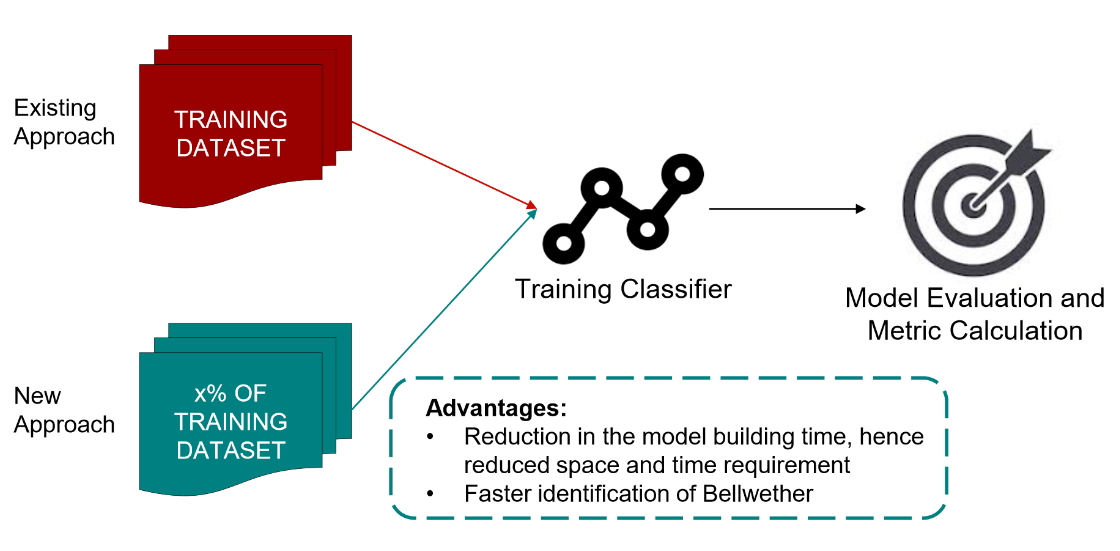 Existing
Approach
TRAINING
DATASET
Training Classifier
Model Evaluation and
Metric Calculation
New
Approach
x% OF
TRAINING
DATASET
Advantages:
• Reduction in the model building time, hence
reduced space and time requirement
• Faster identification of Bellwether